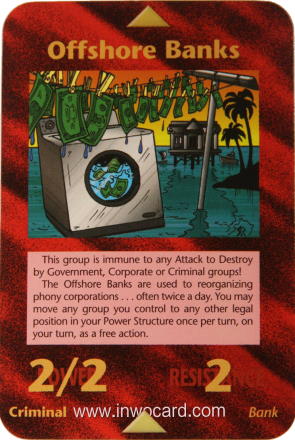 Offshore Banks
This group is immune to any Attack to Destroy
by Government, Corporate or Criminal groups!
The Offshore Banks are used to reorganizing
phony corporations . . . often twice a day. You may
move any group you control to any other legal
position in your Power Structure once per turn, on
your turn, as a free action.
POWER RESISTANCE
2/2 2
Criminal www.inwocard.com Bank